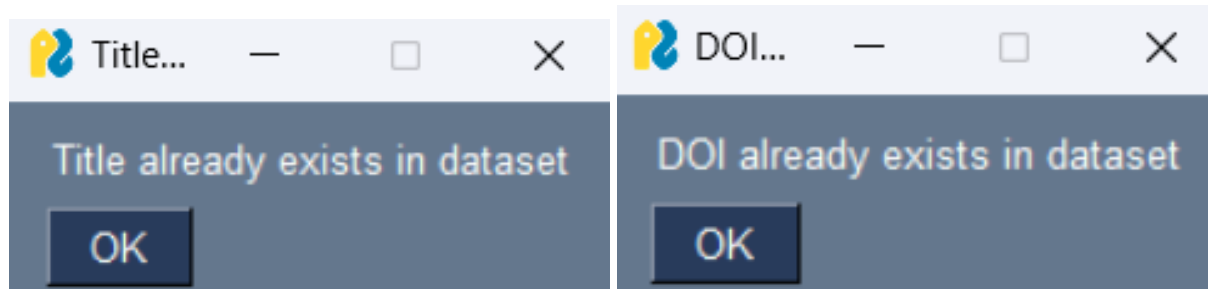 Title...
Title already exists in dataset
OK
DOI...
DOI already exists in dataset
OK